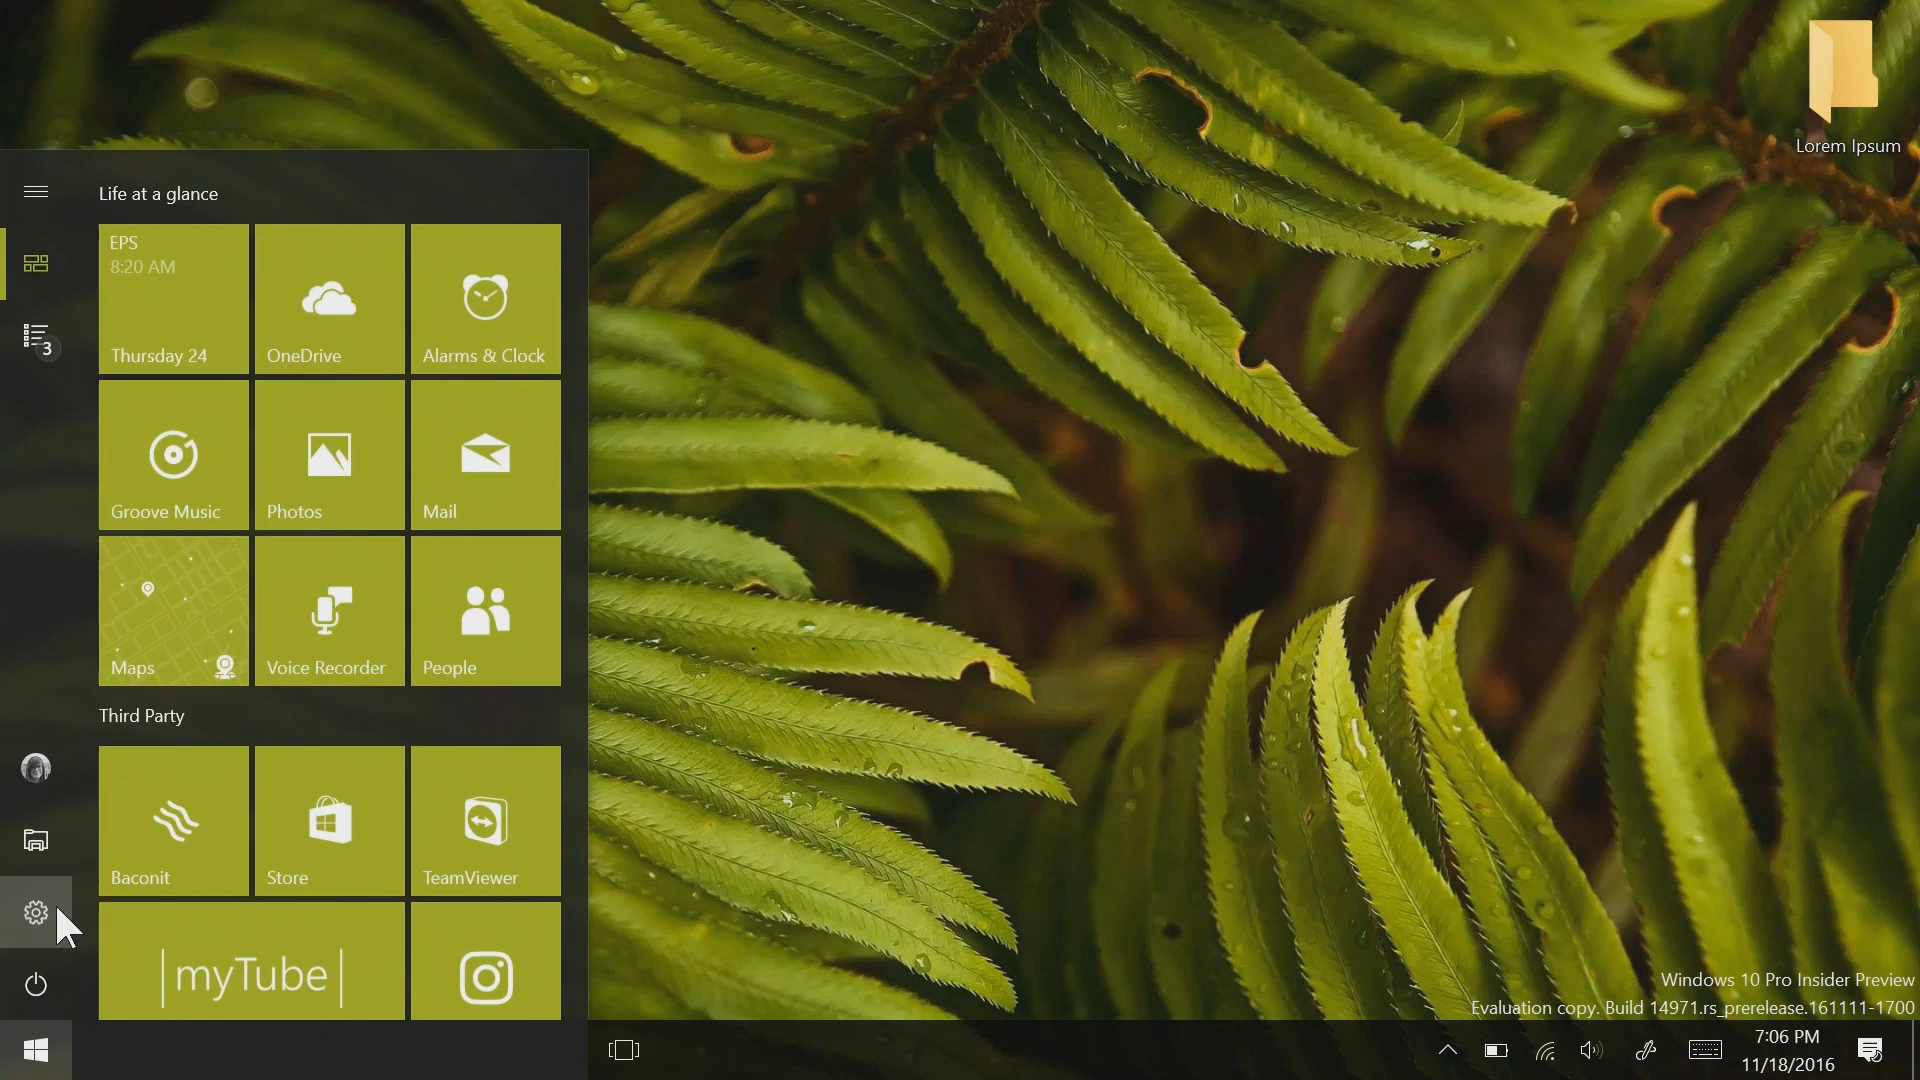 Lorem Ipsum
Life at a glance
EPS
8:20 AM
Thursday 24
OneDrive
Alarms & Clock
3
Groove Music
Photos
Mail
Maps
Voice Recorder
People
Third Party
Baconit
Store
TeamViewer
myTube
Windows 10 Pro Insider Preview
Evaluation copy. Build 14971.rs_prerelease.161111-1700
7:06 PM
11/18/2016